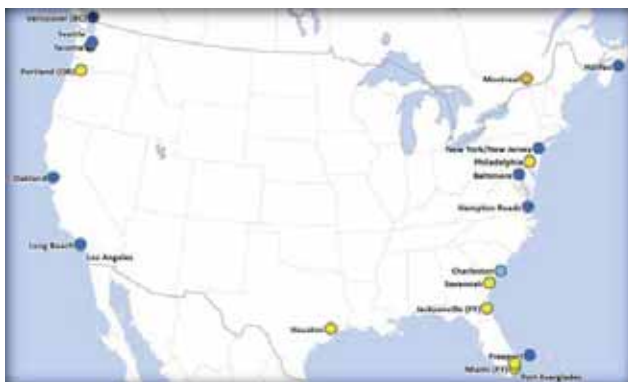 Vancouver (BC)
Seattle
Tacoma
Portland (OR)
Montreal
Halifax
New York/New Jersey
Philadelphia
Baltimore
Oakland
Hampton Roads
Long Beach
Los Angeles
Charleston
Savannah
Jacksonville (FY)
Houston
Freeport
Miami (FY)
Port Everglades